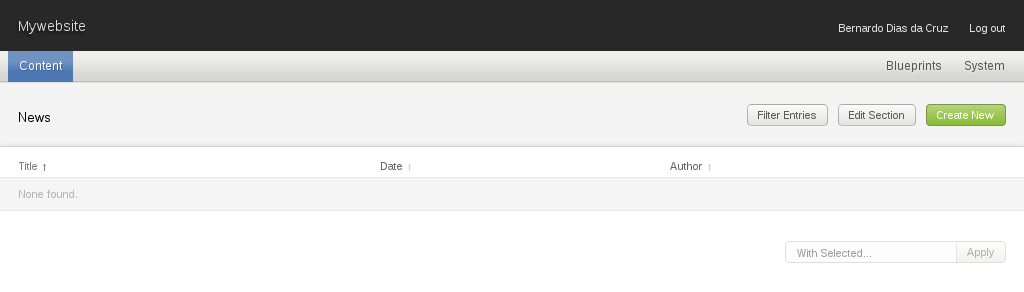 Mywebsite
Bernardo Dias da Cruz Log out
Content Blueprints System
News Filter Entries Edit Section Create New
Title ↑ Date ↑ Author ↑
None found.
With Selected... Apply